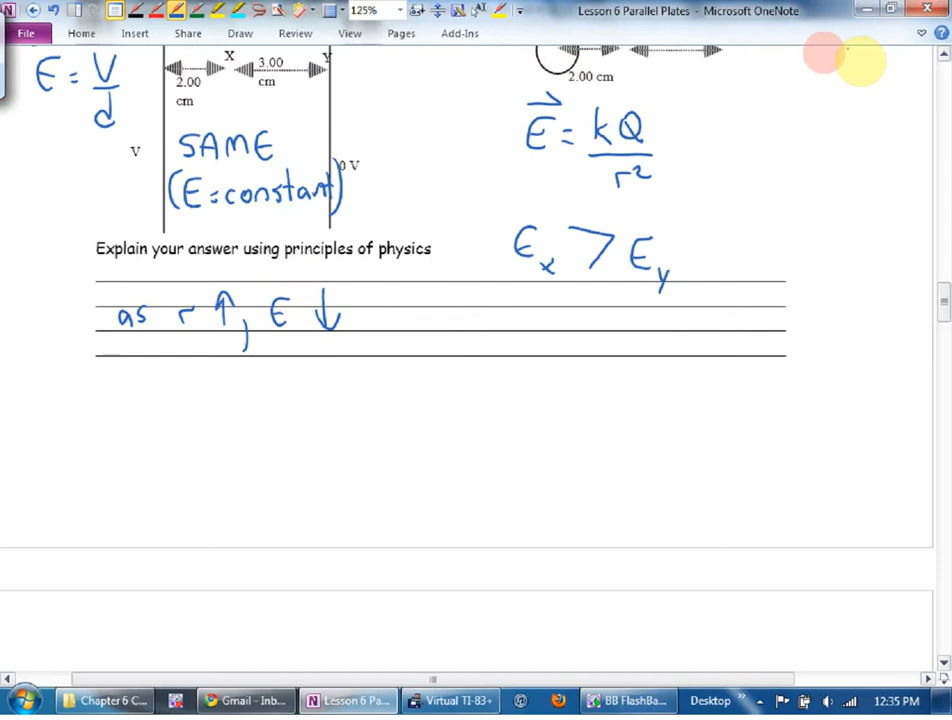 Lesson 6 Parallel Plates - Microsoft OneNote
125%
File Home Insert Share Draw Review View Pages Add-Ins
X Y
2.00 cm
3.00 cm
E = V/d
V
SAME
(E = constant)
0 V
2.00 cm
E = kQ/r²
Ex > Ey
Explain your answer using principles of physics
as r ↑, E ↓
Chapter 6 C...
Gmail - Inb...
Lesson 6 Pa...
Virtual TI-83+
BB FlashBa...
Desktop
12:35 PM